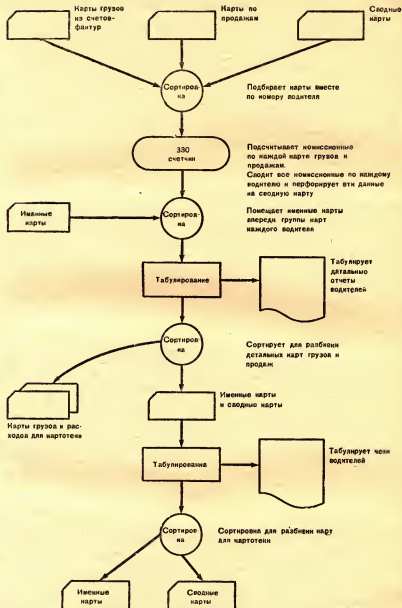 Карты грузов
из счетов-
фактур
Карты по
продажам
Сводные
карты
Сортиров-
ка
Подбирает карты вместе
по номеру водителя
330
счетчик
Подсчитывает комиссионные
по каждой карте грузов и
продажам.
Сводит все комиссионные по каждому
водителю и перфорирует эти данные
на сводную карту
Именные
карты
Сортиров-
ка
Помещает именные карты
впереди группы карт
каждого водителя
Табулирование
Табулирует
детально
отчеты
водителей
Сортиров-
ка
Сортирует для разбивки
детальных карт грузов и
продаж
Карты грузов и рас-
ходов для картотеки
Именные карты
и сводные карты
Табулирование
Табулирует чеки
водителей
Сортиров
ка
Сортировка для разбивки карт
для картотеки
Именные
карты
Сводные
карты